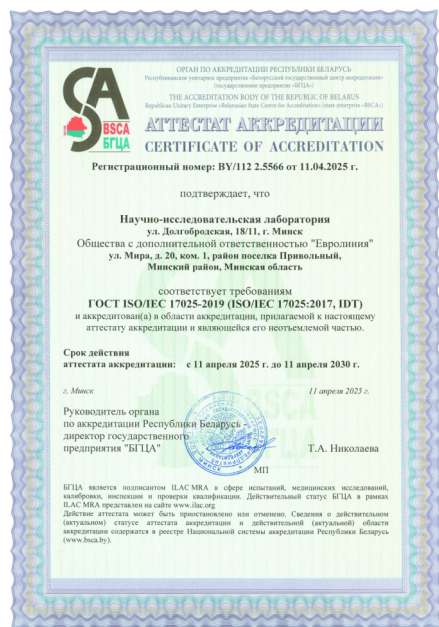 ОРГАН ПО АККРЕДИТАЦИИ РЕСПУБЛИКИ БЕЛАРУСЬ
Республиканское унитарное предприятие «Белорусский государственный центр аккредитации»
(государственное предприятие «БГЦА»)
THE ACCREDITATION BODY OF THE REPUBLIC OF BELARUS
Republican Unitary Enterprise «Belarusian State Centre for Accreditation» (state enterprise «BSCA»)
BSCA
БГЦА
АТТЕСТАТ АККРЕДИТАЦИИ
CERTIFICATE OF ACCREDITATION
Регистрационный номер: BY/112 2.5566 от 11.04.2025 г.
подтверждает, что
Научно-исследовательская лаборатория
ул. Долгобродская, 18/11, г. Минск
Общества с дополнительной ответственностью "Евролиния"
ул. Мира, д. 20, ком. 1, район поселка Привольный,
Минский район, Минская область
соответствует требованиям
ГОСТ ISO/IEC 17025-2019 (ISO/IEC 17025:2017, IDT)
и аккредитован(а) в области аккредитации, прилагаемой к настоящему
аттестату аккредитации и являющейся его неотъемлемой частью.
Срок действия
аттестата аккредитации: с 11 апреля 2025 г. до 11 апреля 2030 г.
г. Минск 11 апреля 2025 г.
Руководитель органа
по аккредитации Республики Беларусь -
директор государственного
предприятия "БГЦА" Т.А. Николаева
МП
БГЦА является подписантом ILAC MRA в сфере испытаний, медицинских исследований,
калибровки, инспекции и проверки квалификации. Действительный статус БГЦА в рамках
ILAC MRA представлен на сайте www.ilac.org
Действие аттестата может быть приостановлено или отменено. Сведения о действительном
(актуальном) статусе аттестата аккредитации и действительной (актуальной) области
аккредитации содержатся в реестре Национальной системы аккредитации Республики Беларусь
(www.bsca.by).